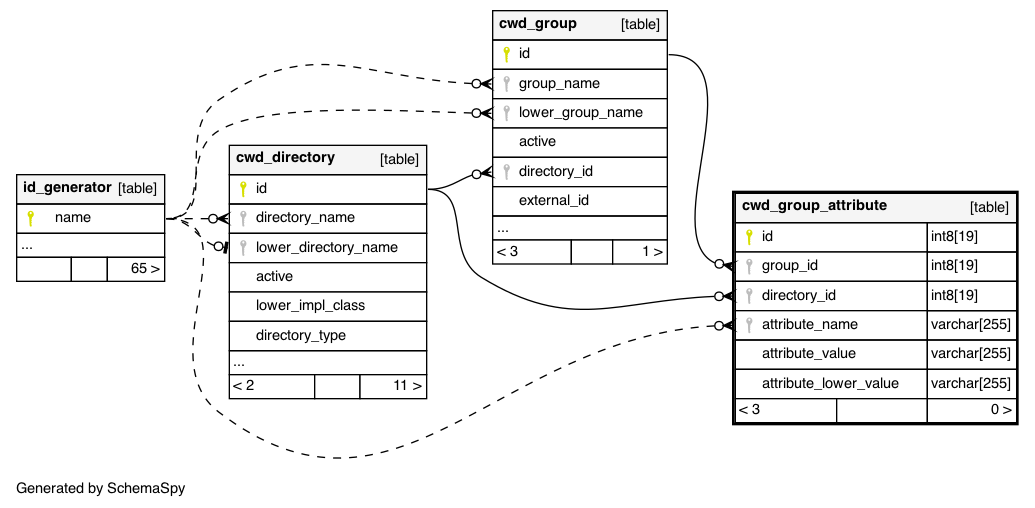 cwd_group [table]
id
group_name
lower_group_name
active
directory_id
external_id
...
< 3 1 >
cwd_directory [table]
id
directory_name
lower_directory_name
active
lower_impl_class
directory_type
...
< 2 11 >
id_generator [table]
name
...
65 >
cwd_group_attribute [table]
id int8[19]
group_id int8[19]
directory_id int8[19]
attribute_name varchar[255]
attribute_value varchar[255]
attribute_lower_value varchar[255]
< 3 0 >
Generated by SchemaSpy